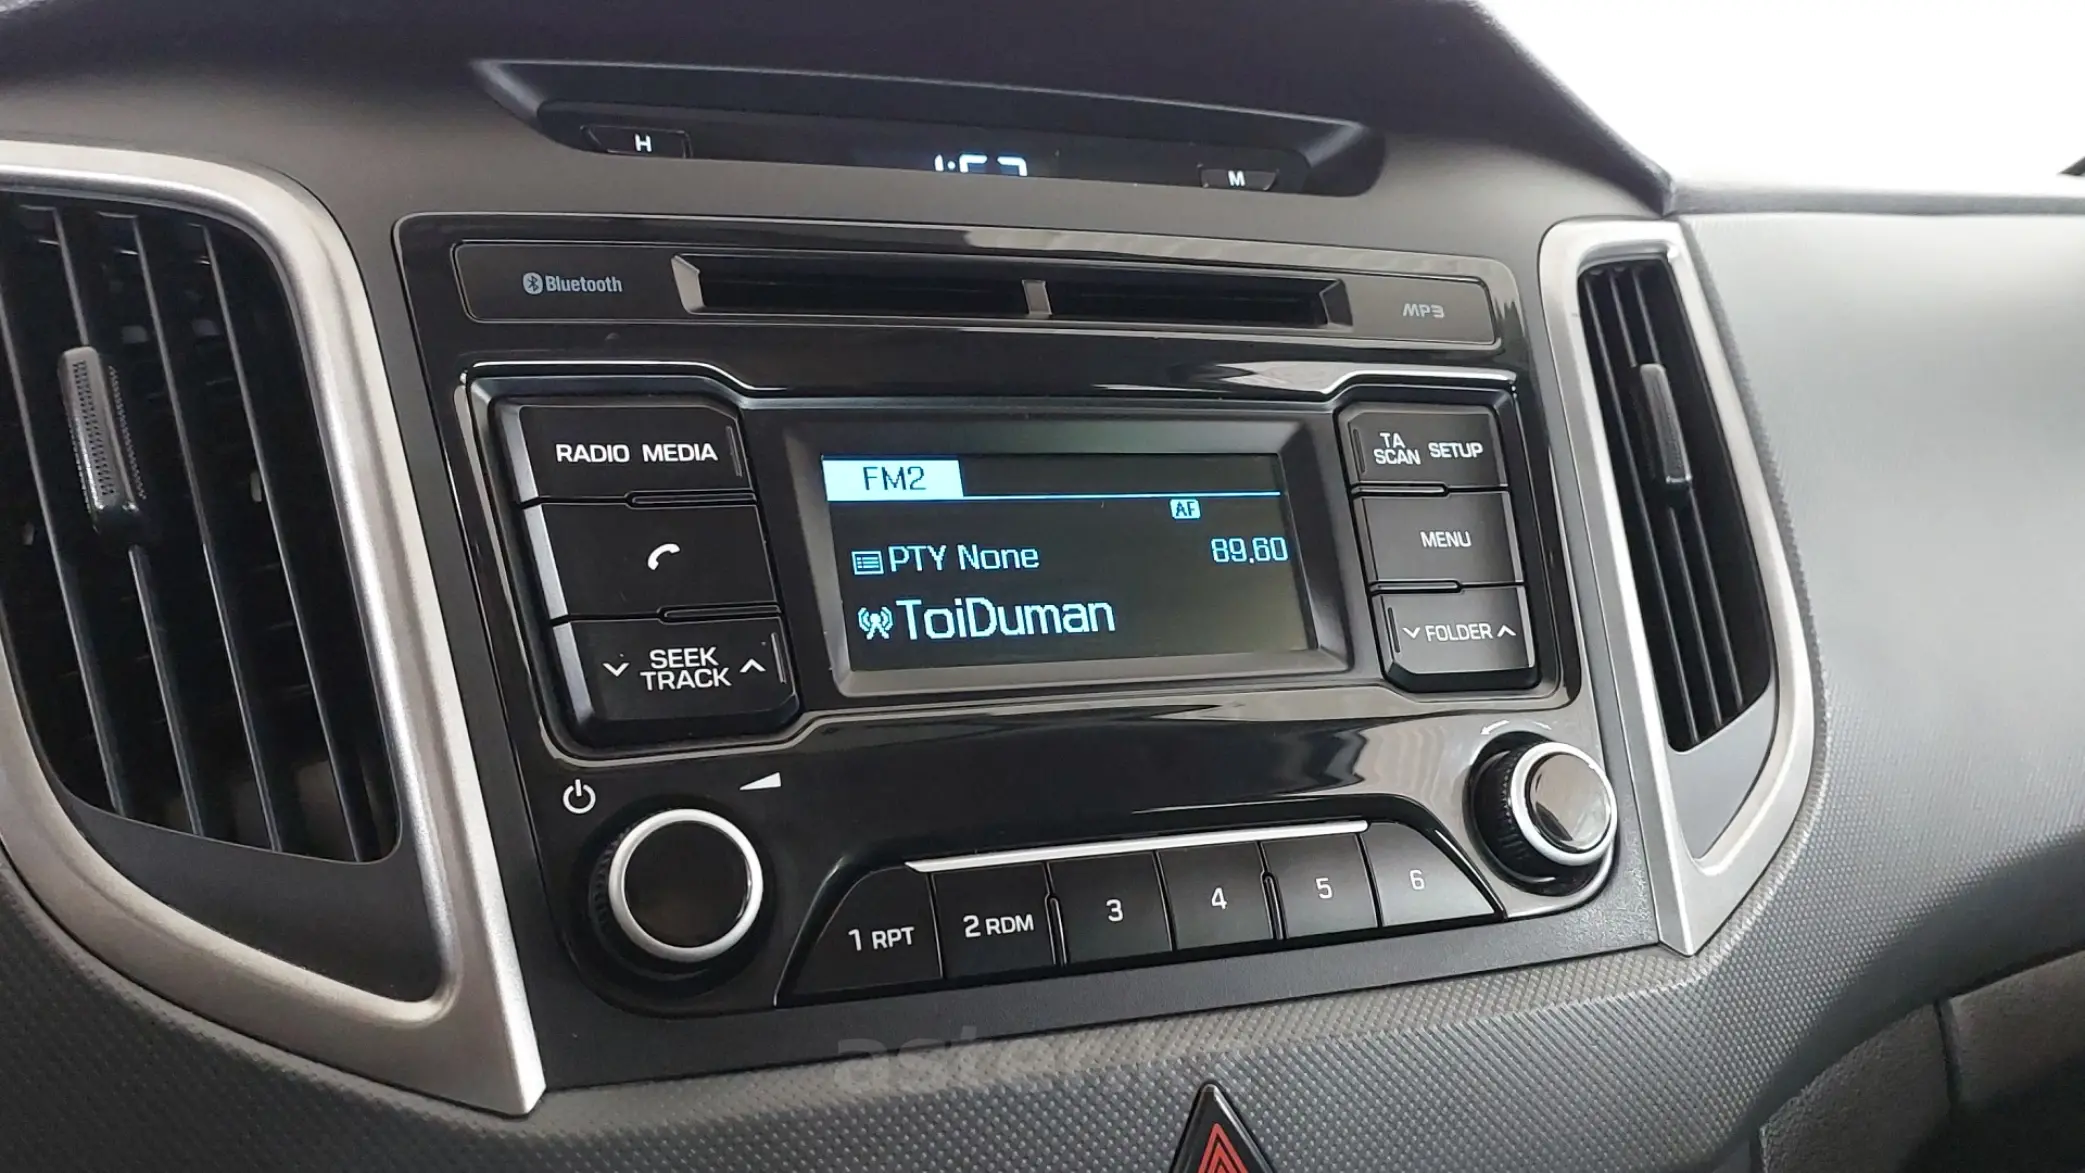 H
M
Bluetooth
MP3
RADIO MEDIA
TA
SCAN SETUP
FM2
AF
PTY None 89.60
ToiDuman
MENU
SEEK
TRACK
FOLDER
1 RPT 2 RDM 3 4 5 6